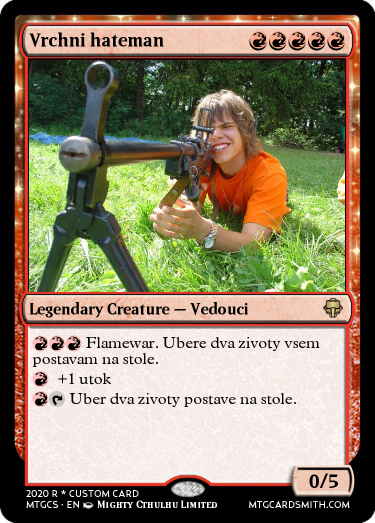 Vrchni hateman
Legendary Creature — Vedouci
Flamewar. Ubere dva zivoty vsem
postavam na stole.
+1 utok
Uber dva zivoty postave na stole.
0/5
2020 R * CUSTOM CARD
MTGCS · EN MIGHTY CTHULHU LIMITED
MTGCARDSMITH.COM